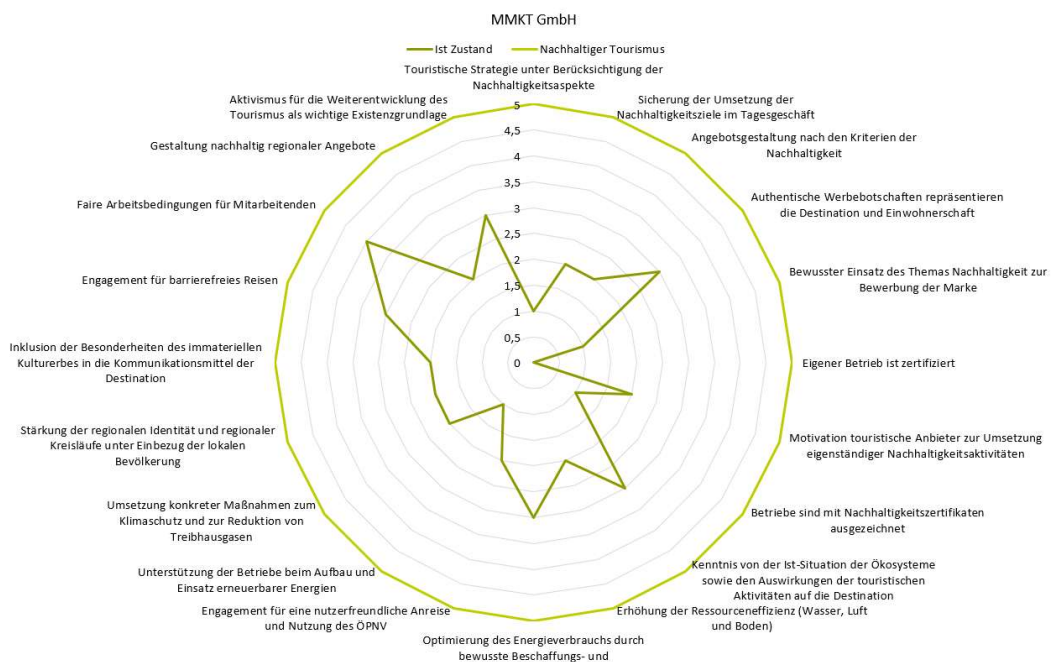 MMKT GmbH
Ist Zustand
Nachhaltiger Tourismus
Touristische Strategie unter Berücksichtigung der
Nachhaltigkeitsaspekte
Sicherung der Umsetzung der
Nachhaltigkeitsziele im Tagesgeschäft
Angebotsgestaltung nach den Kriterien der
Nachhaltigkeit
Authentische Werbebotschaften repräsentieren
die Destination und Einwohnerschaft
Bewusster Einsatz des Themas Nachhaltigkeit zur
Bewerbung der Marke
Eigener Betrieb ist zertifiziert
Motivation touristische Anbieter zur Umsetzung
eigenständiger Nachhaltigkeitsaktivitäten
Betriebe sind mit Nachhaltigkeitszertifikaten
ausgezeichnet
Kenntnis von der Ist-Situation der Ökosysteme
sowie den Auswirkungen der touristischen
Aktivitäten auf die Destination
Erhöhung der Ressourceneffizienz (Wasser, Luft
und Boden)
Optimierung des Energieverbrauchs durch
bewusste Beschaffungs- und
Engagement für eine nutzerfreundliche Anreise
und Nutzung des ÖPNV
Unterstützung der Betriebe beim Aufbau und
Einsatz erneuerbarer Energien
Umsetzung konkreter Maßnahmen zum
Klimaschutz und zur Reduktion von
Treibhausgasen
Stärkung der regionalen Identität und regionaler
Kreisläufe unter Einbezug der lokalen
Bevölkerung
Inklusion der Besonderheiten des immateriellen
Kulturerbes in die Kommunikationsmittel der
Destination
Engagement für barrierefreies Reisen
Faire Arbeitsbedingungen für Mitarbeitenden
Gestaltung nachhaltig regionaler Angebote
Aktivismus für die Weiterentwicklung des
Tourismus als wichtige Existenzgrundlage
5
4,5
4
3,5
3
2,5
2
1,5
1
0,5
0